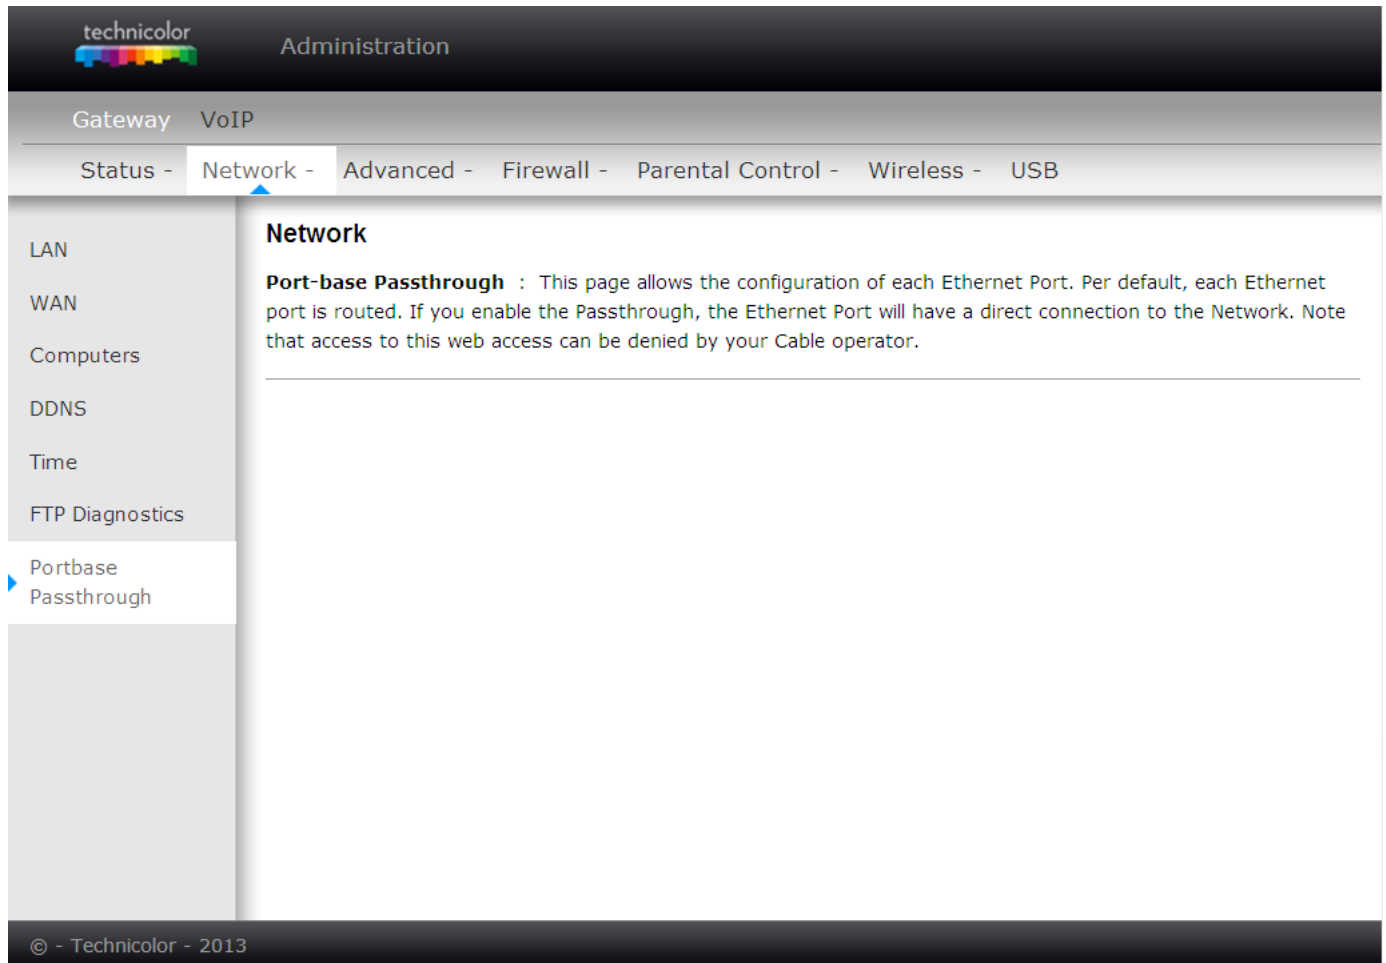 technicolor
Administration
Gateway VoIP
Status - Network - Advanced - Firewall - Parental Control - Wireless - USB
LAN
WAN
Computers
DDNS
Time
FTP Diagnostics
Portbase
Passthrough
Network
Port-base Passthrough : This page allows the configuration of each Ethernet Port. Per default, each Ethernet
port is routed. If you enable the Passthrough, the Ethernet Port will have a direct connection to the Network. Note
that access to this web access can be denied by your Cable operator.
© - Technicolor - 2013